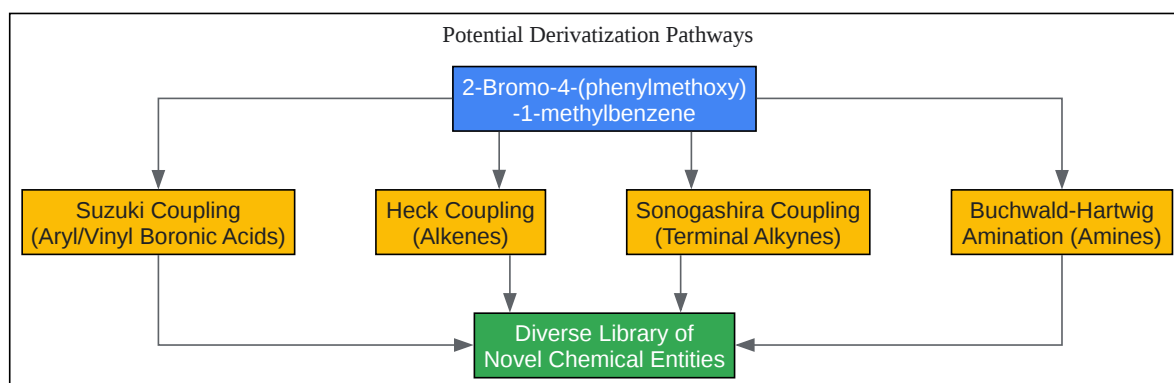 Potential Derivatization Pathways
2-Bromo-4-(phenylmethoxy)
-1-methylbenzene
Suzuki Coupling
(Aryl/Vinyl Boronic Acids)
Heck Coupling
(Alkenes)
Sonogashira Coupling
(Terminal Alkynes)
Buchwald-Hartwig
Amination (Amines)
Diverse Library of
Novel Chemical Entities